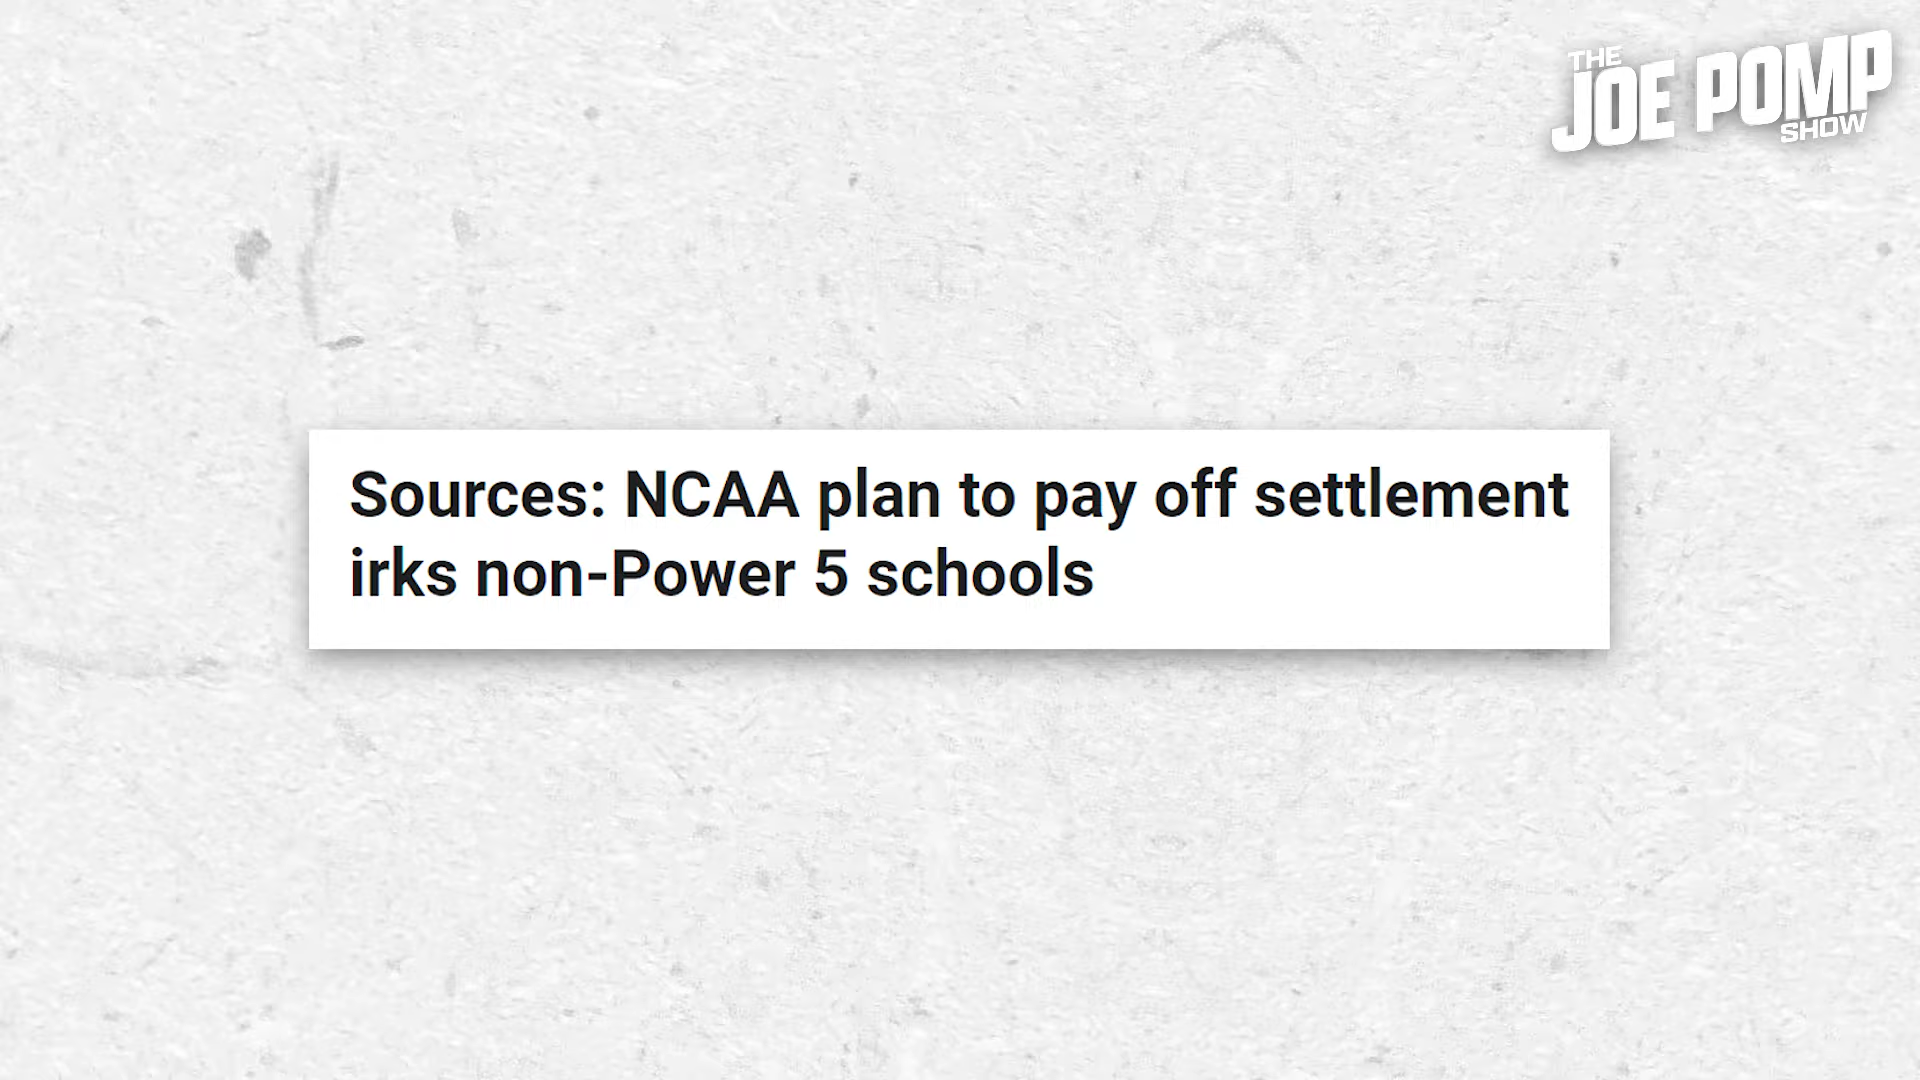 THE
JOE POMP
SHOW
Sources: NCAA plan to pay off settlement
irks non-Power 5 schools